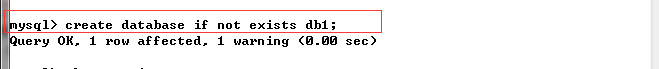 mysql> create database if not exists db1;
Query OK, 1 row affected, 1 warning (0.00 sec)